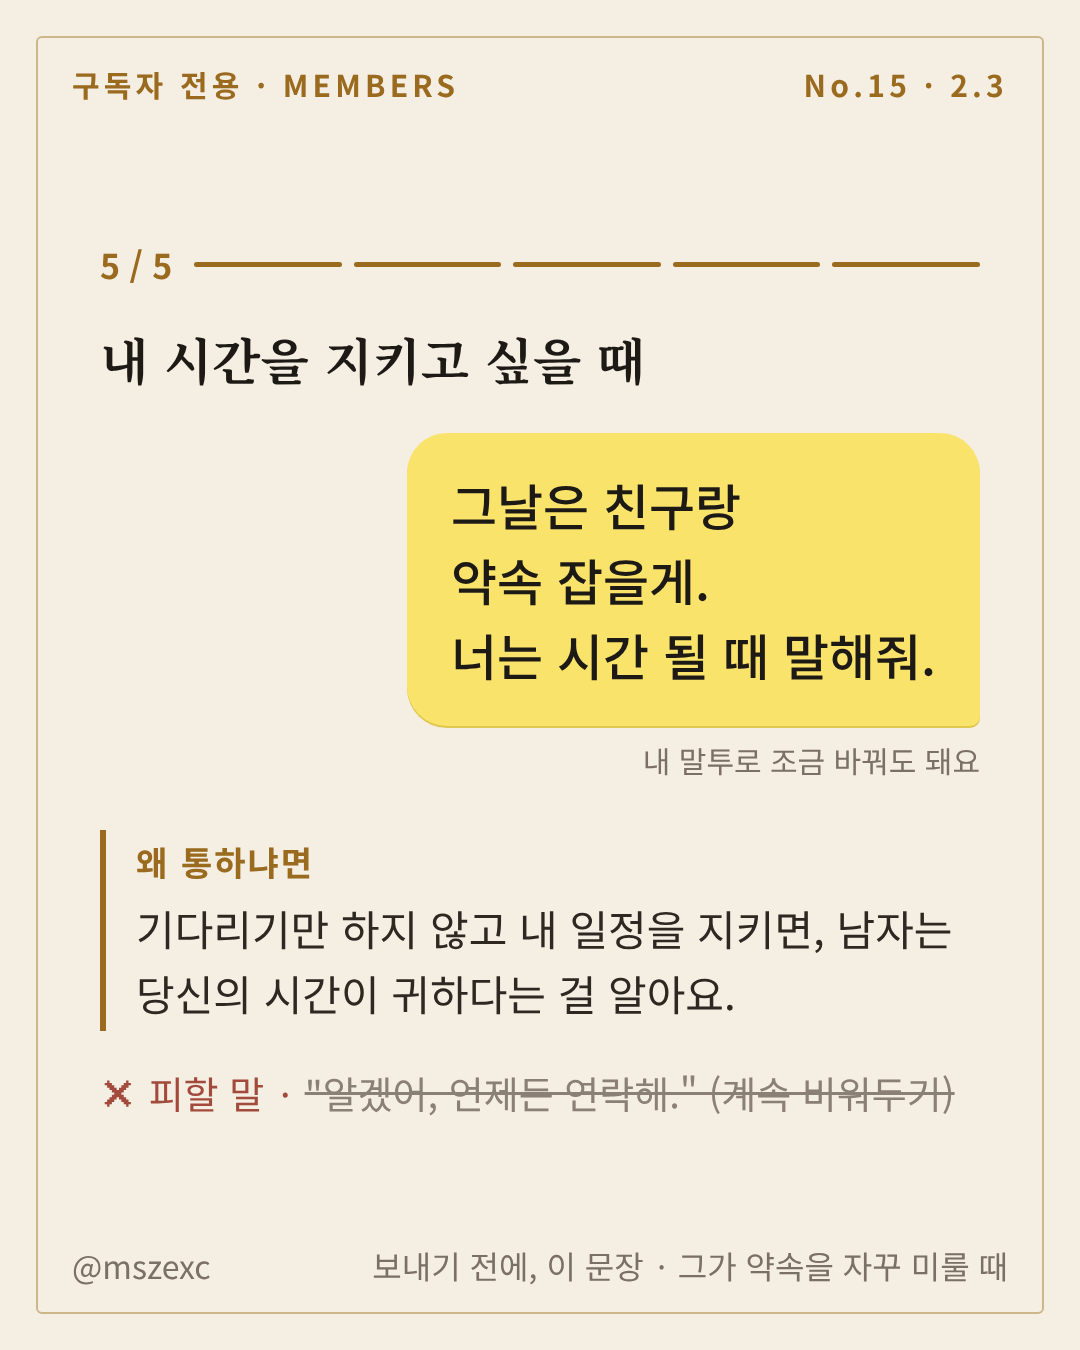 구독자 전용 · MEMBERS
No.15 · 2.3
5 / 5
내 시간을 지키고 싶을 때
그날은 친구랑
약속 잡을게.
너는 시간 될 때 말해줘.
내 말투로 조금 바꿔도 돼요
왜 통하냐면
기다리기만 하지 않고 내 일정을 지키면, 남자는
당신의 시간이 귀하다는 걸 알아요.
✕ 피할 말 · "알겠어, 언제든 연락해." (계속 비워두기)
@mszexc
보내기 전에, 이 문장 · 그가 약속을 자꾸 미룰 때